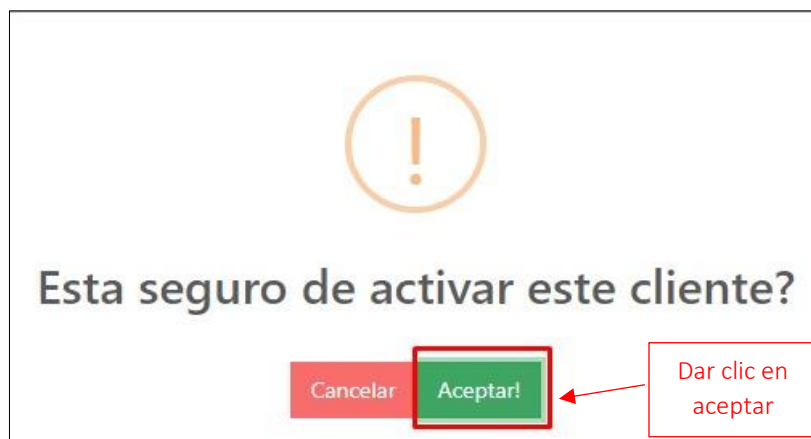 Esta seguro de activar este cliente?
Cancelar Aceptar!
Dar clic en
aceptar